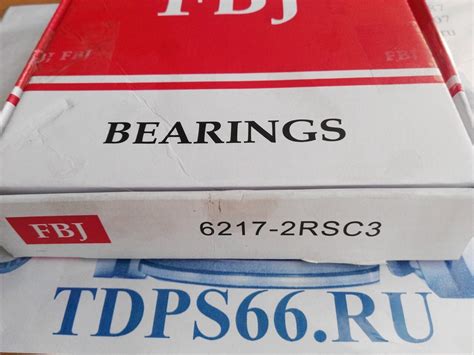 FBJ
FBJ
BEARINGS
FBJ
6217-2RSC3
TDPS66.RU